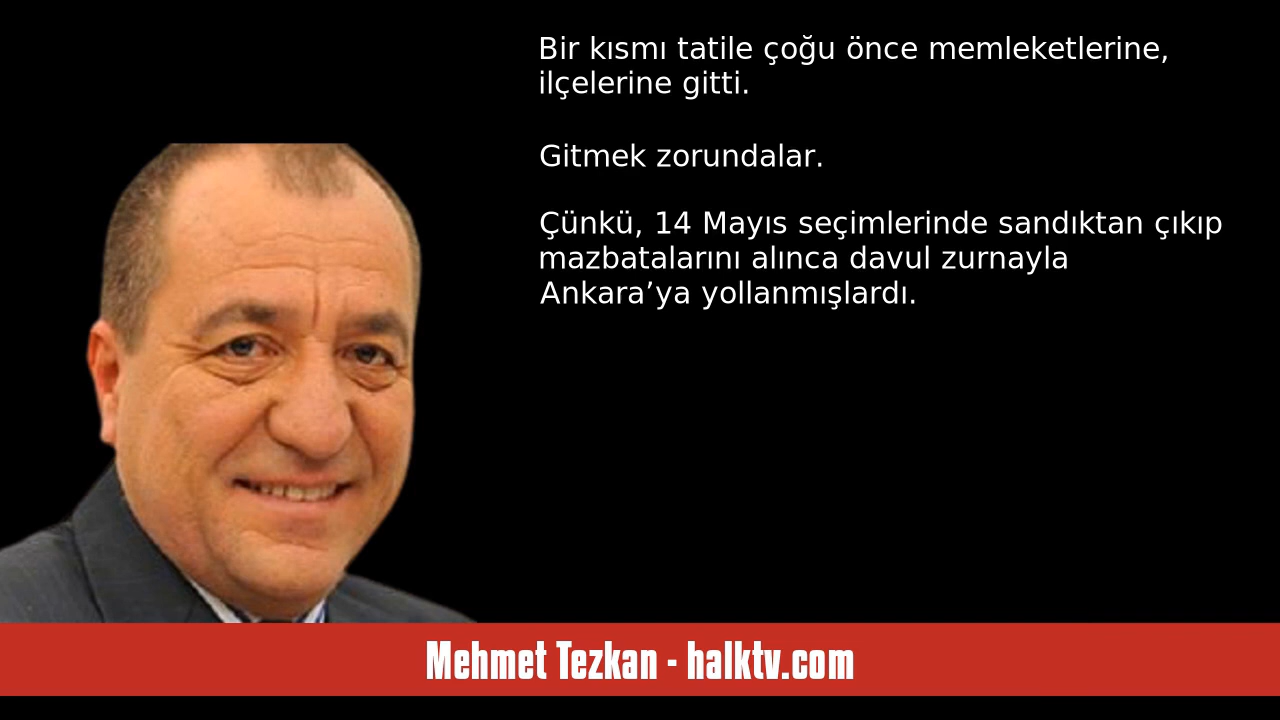 Bir kısmı tatile çoğu önce memleketlerine,
ilçelerine gitti.
Gitmek zorundalar.
Çünkü, 14 Mayıs seçimlerinde sandıktan çıkıp
mazbatalarını alınca davul zurnayla
Ankara’ya yollanmışlardı.
Mehmet Tezkan - halktv.com